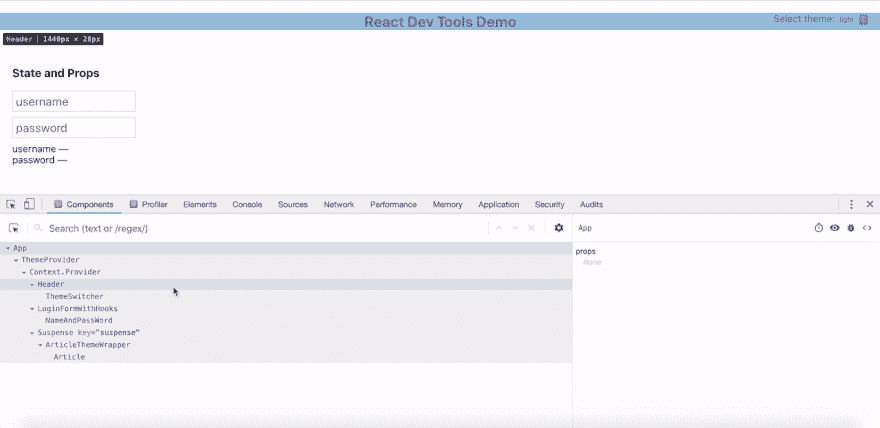 React Dev Tools Demo
Select theme: light
Header | 1440px × 28px
State and Props
username
password
username —
password —
Components Profiler Elements Console Sources Network Performance Memory Application Security Audits
Search (text or /regex/)
App
App
props
None
ThemeProvider
Context.Provider
Header
ThemeSwitcher
LoginFormWithHooks
NameAndPassWord
Suspense key="suspense"
ArticleThemeWrapper
Article